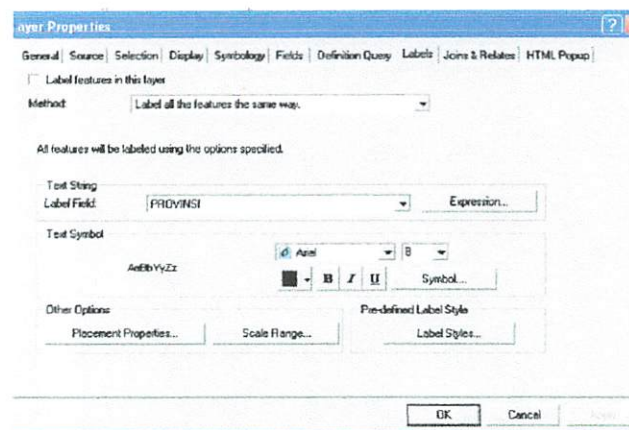 ayer Properties ?
General Source Selection Display Symbology Fields Definition Query Labels Joins & Relates HTML Popup
Label features in this layer
Method: Label all the features the same way.
All features will be labeled using the options specified.
Text String
Label Field: PROVINSI Expression...
Text Symbol
AaBbYyZz Arial 8
B I U Symbol...
Other Options Pre-defined Label Style
Placement Properties... Scale Range... Label Styles...
OK Cancel